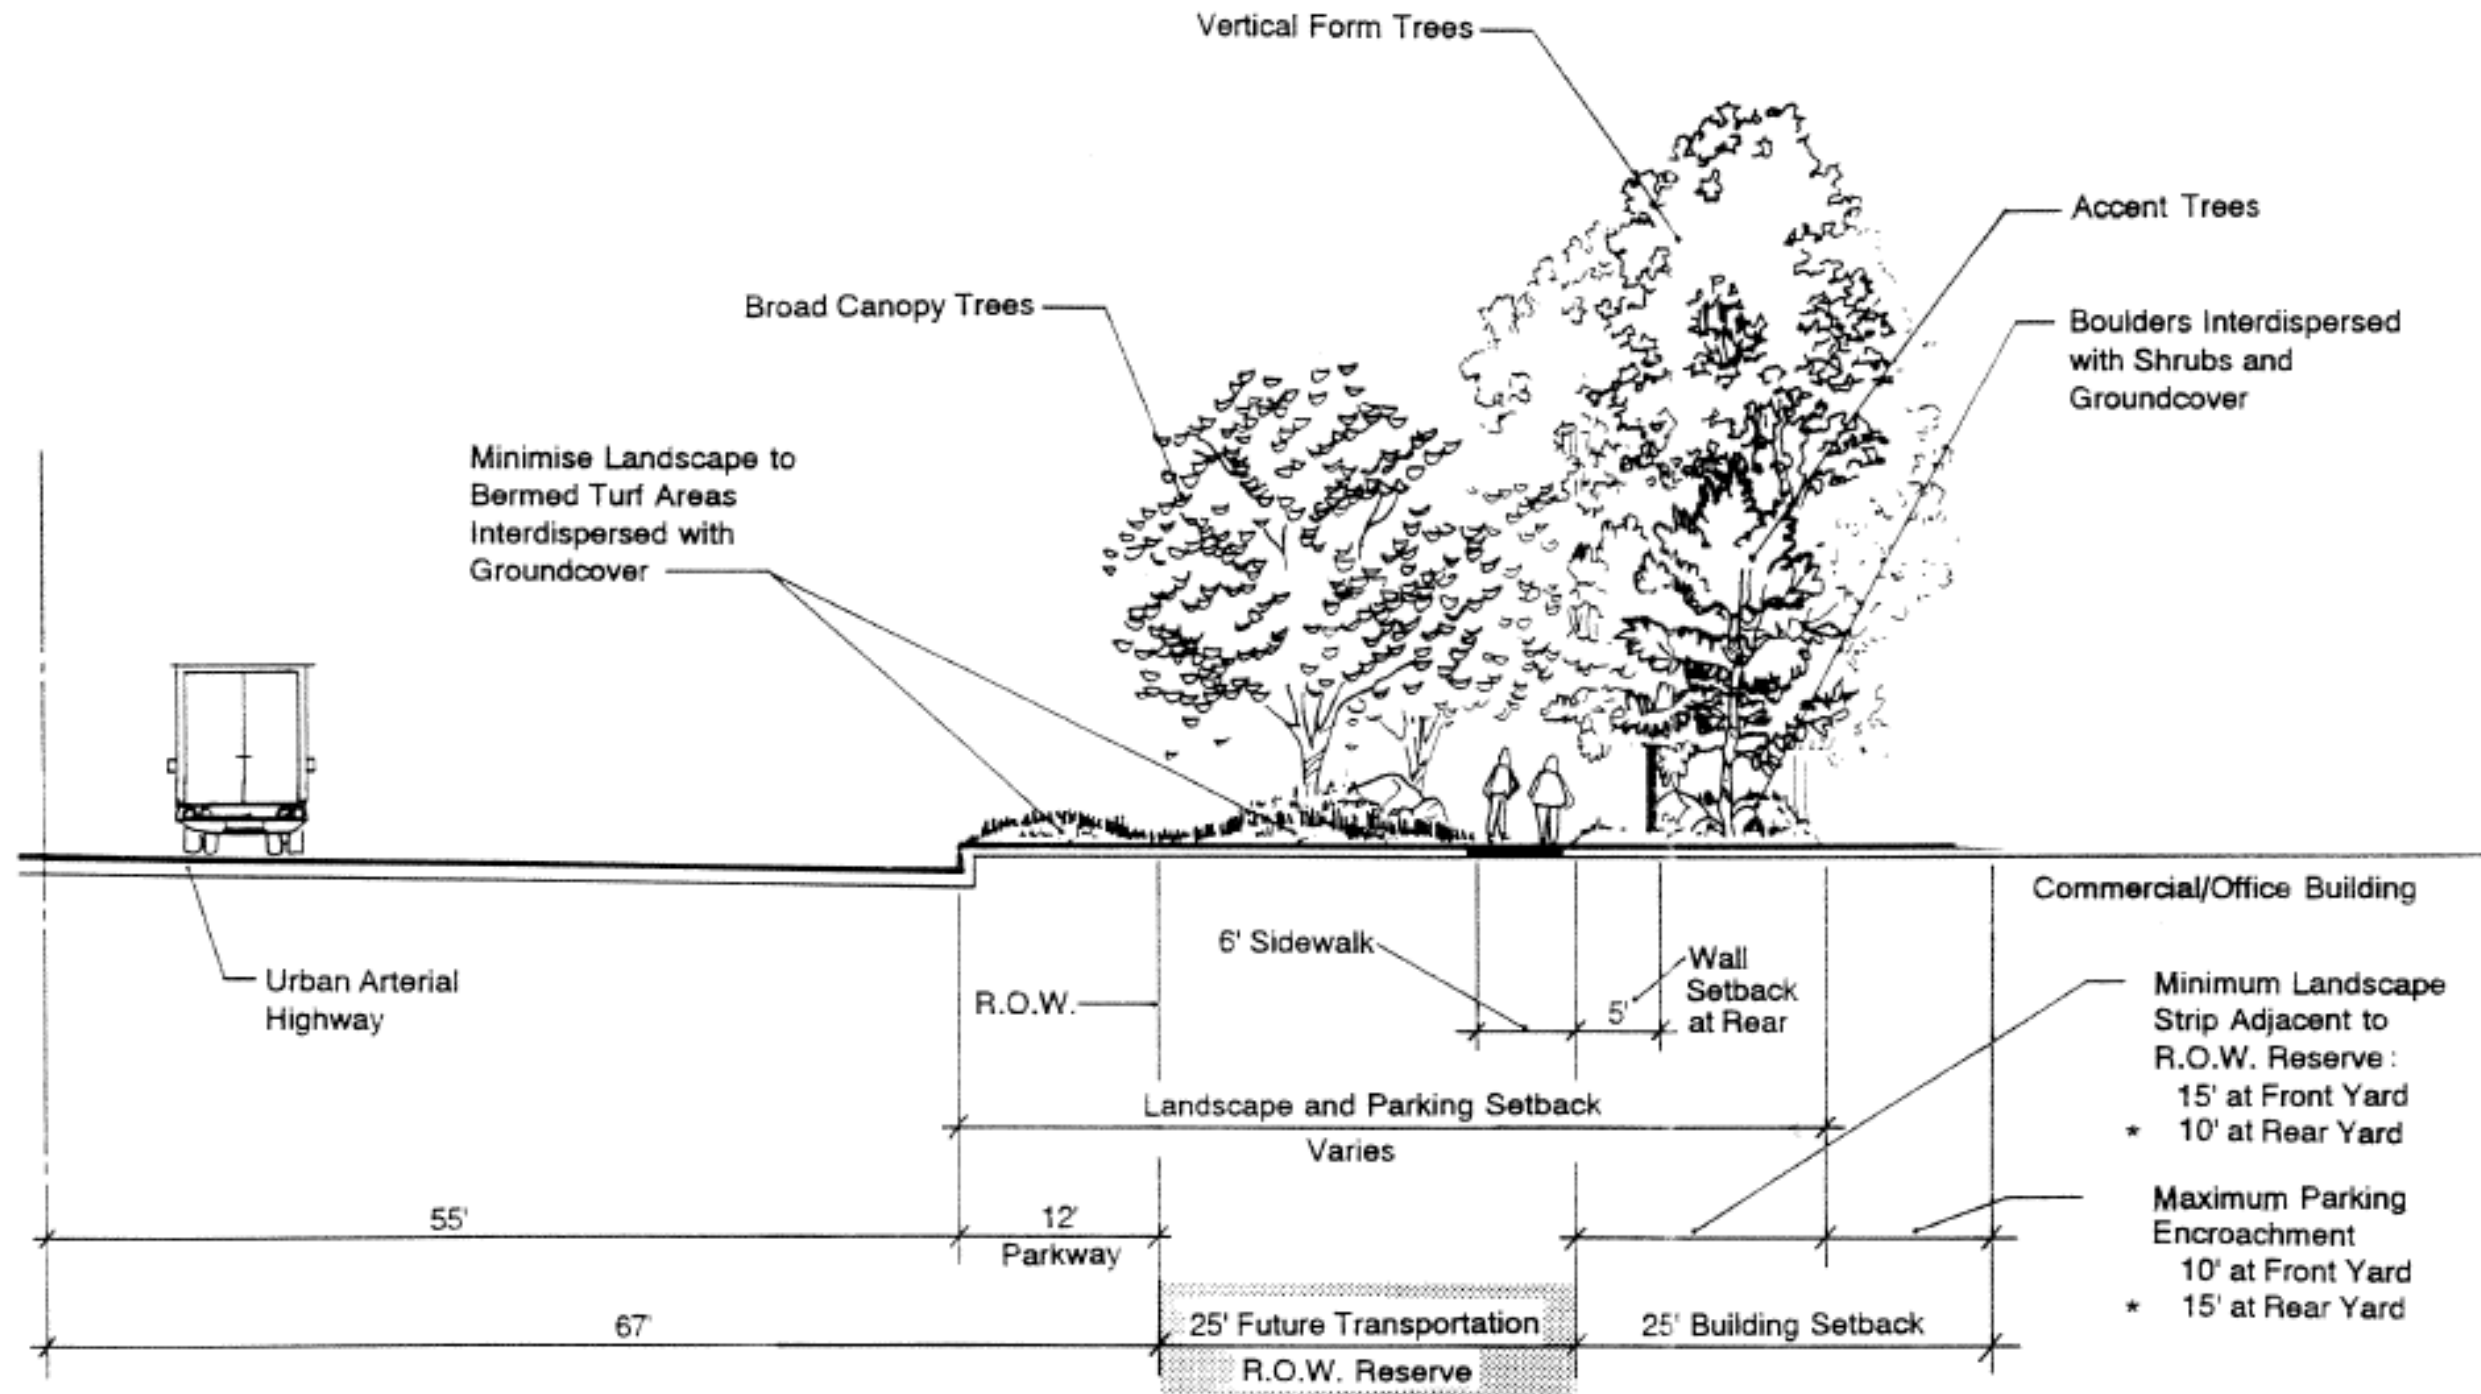 Vertical Form Trees
Accent Trees
Broad Canopy Trees
Boulders Interdispersed
with Shrubs and
Groundcover
Minimise Landscape to
Bermed Turf Areas
Interdispersed with
Groundcover
Commercial/Office Building
6' Sidewalk
Wall
Setback
at Rear
5'
Urban Arterial
Highway
R.O.W.
Minimum Landscape
Strip Adjacent to
R.O.W. Reserve:
15' at Front Yard
* 10' at Rear Yard
Landscape and Parking Setback
Varies
Maximum Parking
Encroachment
10' at Front Yard
* 15' at Rear Yard
55'
12'
Parkway
67'
25' Future Transportation
R.O.W. Reserve
25' Building Setback